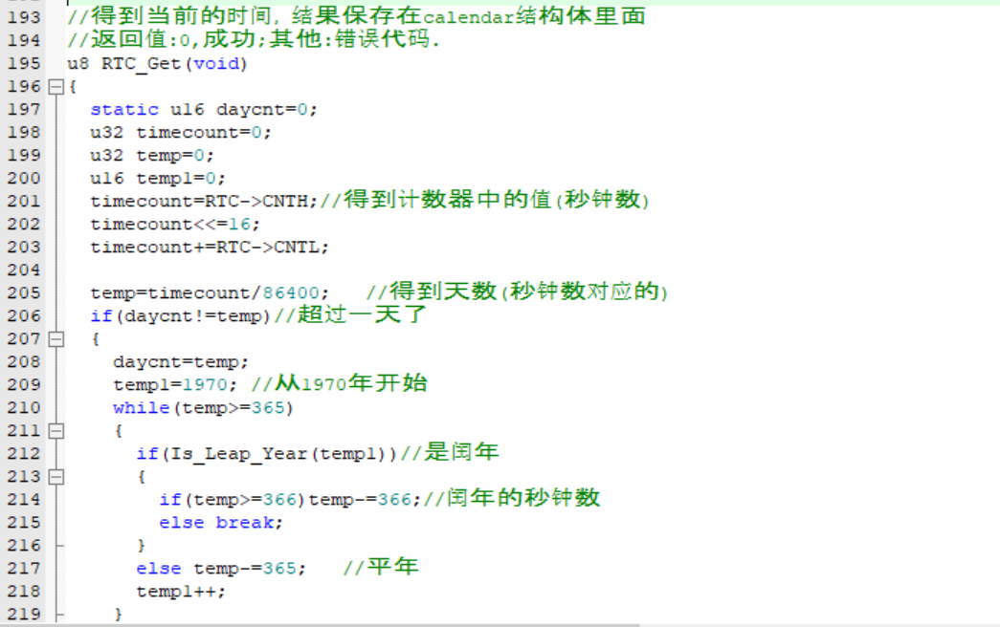 193 //得到当前的时间, 结果保存在calendar结构体里面
194 //返回值:0,成功;其他:错误代码.
195 u8 RTC_Get(void)
196 {
197 static u16 daycnt=0;
198 u32 timecount=0;
199 u32 temp=0;
200 u16 temp1=0;
201 timecount=RTC->CNTH;//得到计数器中的值(秒钟数)
202 timecount<<=16;
203 timecount+=RTC->CNTL;
204
205 temp=timecount/86400; //得到天数(秒钟数对应的)
206 if(daycnt!=temp)//超过一天了
207 {
208 daycnt=temp;
209 temp1=1970; //从1970年开始
210 while(temp>=365)
211 {
212 if(Is_Leap_Year(temp1))//是闰年
213 {
214 if(temp>=366)temp-=366;//闰年的秒钟数
215 else break;
216 }
217 else temp-=365; //平年
218 temp1++;
219 }